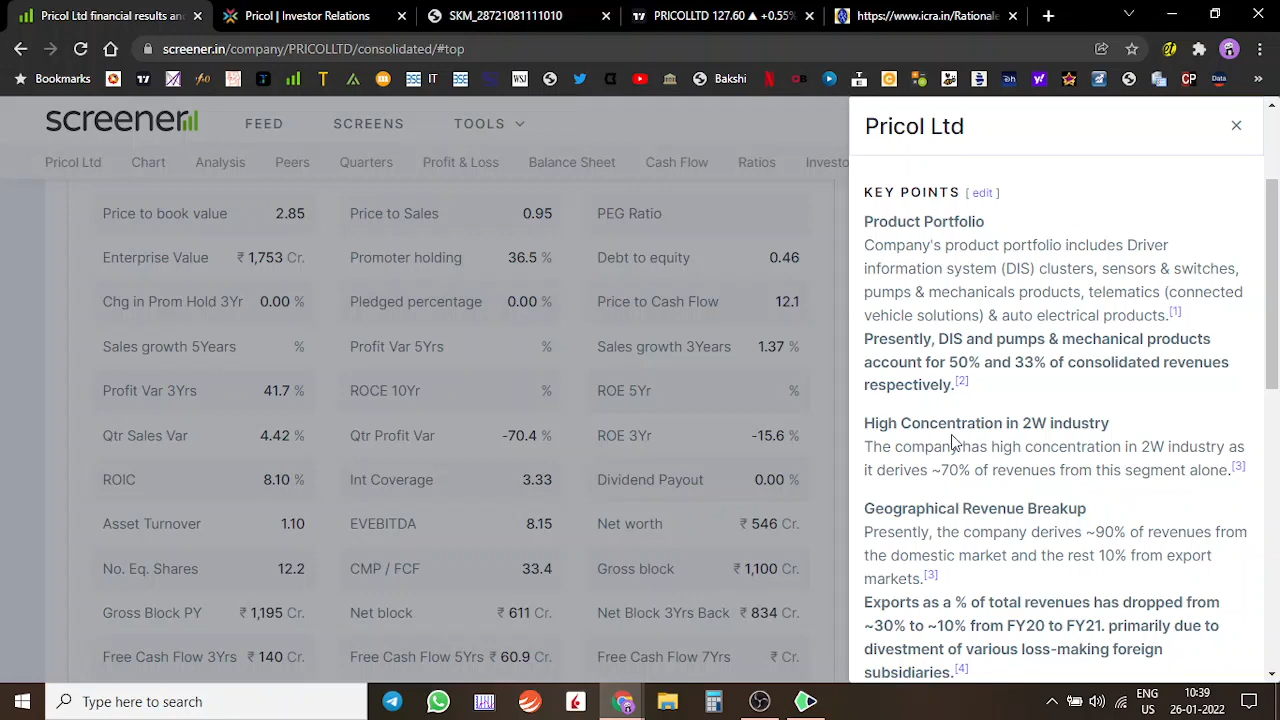 Pricol Ltd financial results and
Pricol | Investor Relations
SKM_28721081111010
PRICOLLTD 127.60 ▲ +0.55%
https://www.icra.in/Rationale
screener.in/company/PRICOLLTD/consolidated/#top
Bookmarks
IT
WSJ
Bakshi
screener
FEED
SCREENS
TOOLS
Pricol Ltd
Chart
Analysis
Peers
Quarters
Profit & Loss
Balance Sheet
Cash Flow
Ratios
Investo
Price to book value 2.85
Price to Sales 0.95
PEG Ratio
Enterprise Value ₹ 1,753 Cr.
Promoter holding 36.5 %
Debt to equity 0.46
Chg in Prom Hold 3Yr 0.00 %
Pledged percentage 0.00 %
Price to Cash Flow 12.1
Sales growth 5Years %
Profit Var 5Yrs %
Sales growth 3Years 1.37 %
Profit Var 3Yrs 41.7 %
ROCE 10Yr %
ROE 5Yr %
Qtr Sales Var 4.42 %
Qtr Profit Var -70.4 %
ROE 3Yr -15.6 %
ROIC 8.10 %
Int Coverage 3.33
Dividend Payout 0.00 %
Asset Turnover 1.10
EVEBITDA 8.15
Net worth ₹ 546 Cr.
No. Eq. Shares 12.2
CMP / FCF 33.4
Gross block ₹ 1,100 Cr.
Gross Block PY ₹ 1,195 Cr.
Net block ₹ 611 Cr.
Net Block 3Yrs Back ₹ 834 Cr.
Free Cash Flow 3Yrs ₹ 140 Cr.
Free Cash Flow 5Yrs ₹ 60.9 Cr.
Free Cash Flow 7Yrs ₹ Cr.
Pricol Ltd
KEY POINTS [ edit ]
Product Portfolio
Company's product portfolio includes Driver
information system (DIS) clusters, sensors & switches,
pumps & mechanicals products, telematics (connected
vehicle solutions) & auto electrical products.[1]
Presently, DIS and pumps & mechanical products
account for 50% and 33% of consolidated revenues
respectively.[2]
High Concentration in 2W industry
The company has high concentration in 2W industry as
it derives ~70% of revenues from this segment alone.[3]
Geographical Revenue Breakup
Presently, the company derives ~90% of revenues from
the domestic market and the rest 10% from export
markets.[3]
Exports as a % of total revenues has dropped from
~30% to ~10% from FY20 to FY21. primarily due to
divestment of various loss-making foreign
subsidiaries.[4]
Type here to search
ENG
US
10:39
26-01-2022